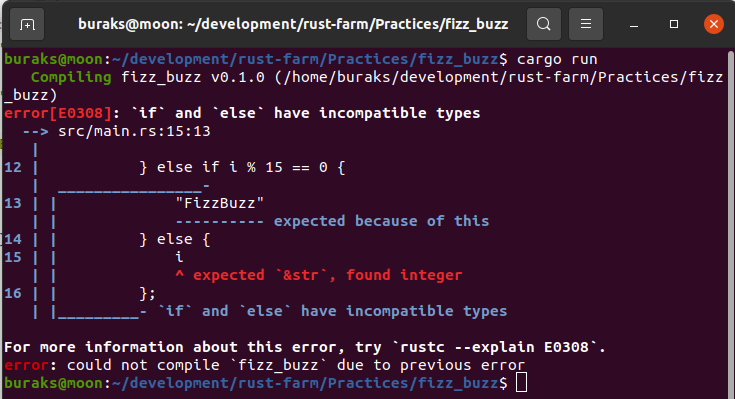 buraks@moon: ~/development/rust-farm/Practices/fizz_buzz
buraks@moon:~/development/rust-farm/Practices/fizz_buzz$ cargo run
   Compiling fizz_buzz v0.1.0 (/home/buraks/development/rust-farm/Practices/fizz
_buzz)
error[E0308]: `if` and `else` have incompatible types
  --> src/main.rs:15:13
   |
12 |           } else if i % 15 == 0 {
   |  ________________-
13 | |             "FizzBuzz"
   | |             ---------- expected because of this
14 | |         } else {
15 | |             i
   | |             ^ expected `&str`, found integer
16 | |         };
   | |_________- `if` and `else` have incompatible types
For more information about this error, try `rustc --explain E0308`.
error: could not compile `fizz_buzz` due to previous error
buraks@moon:~/development/rust-farm/Practices/fizz_buzz$